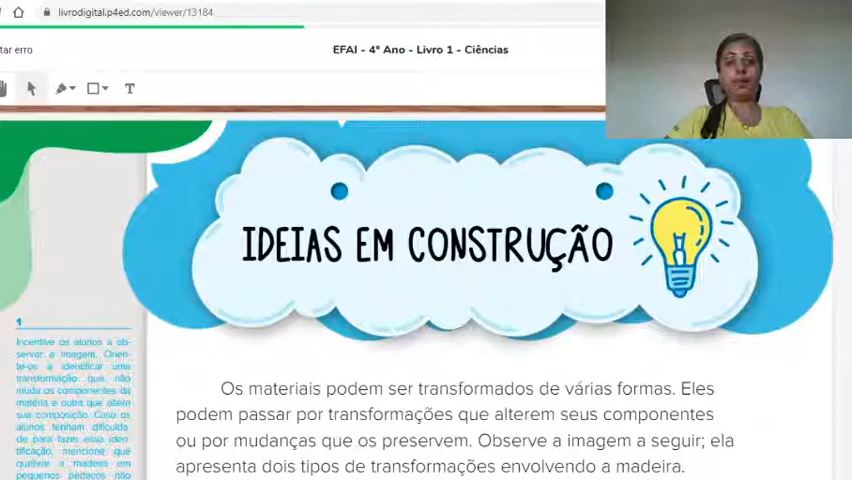 livrodigital.p4ed.com/viewer/13184
tar erro
EFAI - 4º Ano - Livro 1 - Ciências
T
IDEIAS EM CONSTRUÇÃO
1
Incentive os alunos a ob-
servar a imagem. Orien-
te-os a identificar uma
transformação que não
muda os componentes da
matéria e outra que altera
sua composição. Caso os
alunos tenham dificulda-
de para fazer essa iden-
tificação, mencione que
quebrar a madeira em
pequenos pedaços não
Os materiais podem ser transformados de várias formas. Eles
podem passar por transformações que alterem seus componentes
ou por mudanças que os preservem. Observe a imagem a seguir; ela
apresenta dois tipos de transformações envolvendo a madeira.